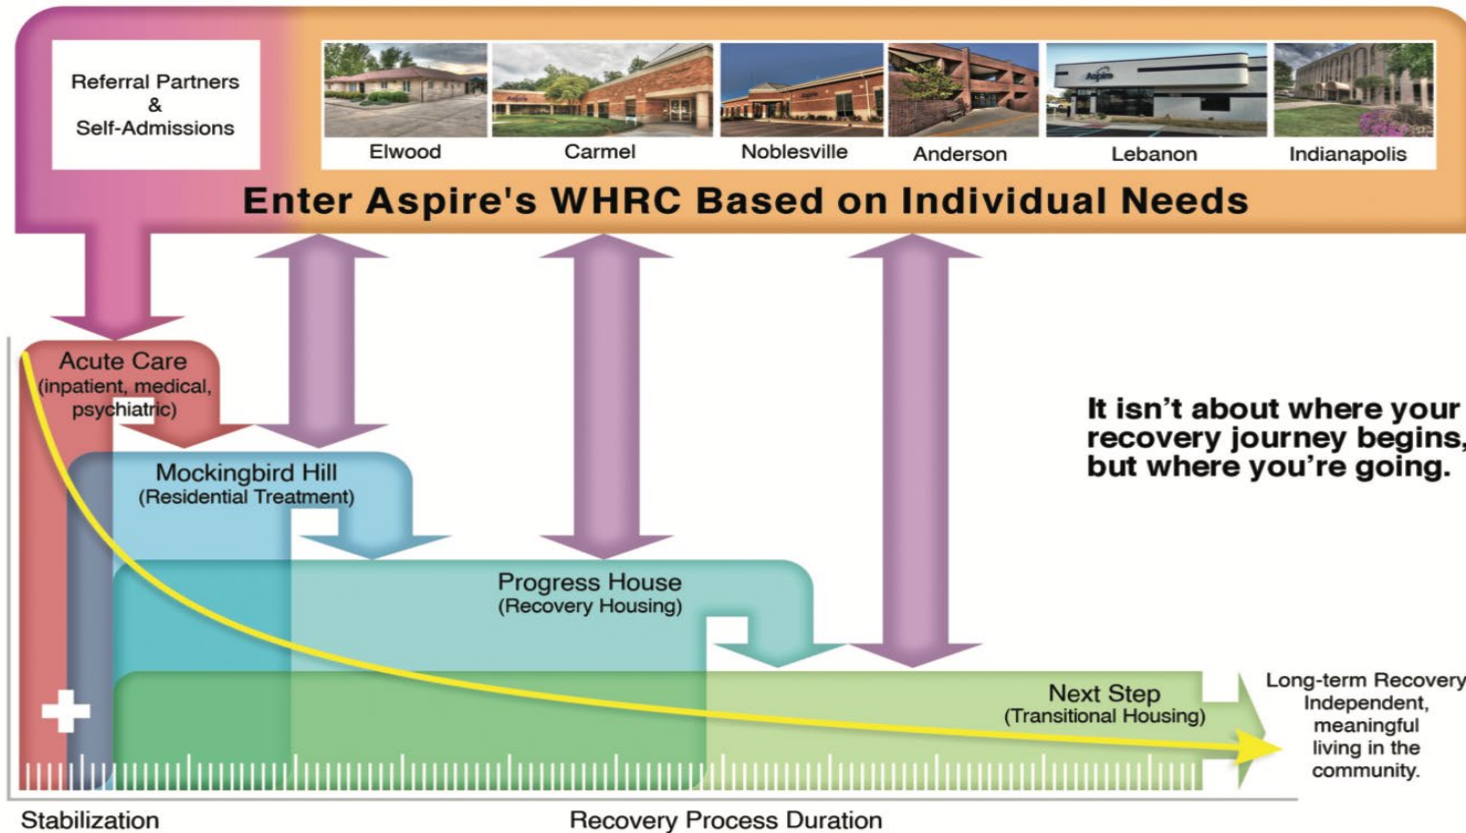 Referral Partners
&
Self-Admissions
Aspire
Aspire
Aspire
Elwood
Carmel
Noblesville
Anderson
Lebanon
Indianapolis
Enter Aspire's WHRC Based on Individual Needs
Acute Care
(inpatient, medical,
psychiatric)
Mockingbird Hill
(Residential Treatment)
Progress House
(Recovery Housing)
Next Step
(Transitional Housing)
It isn’t about where your
recovery journey begins,
but where you’re going.
Long-term Recovery
Independent,
meaningful
living in the
community.
Stabilization
Recovery Process Duration